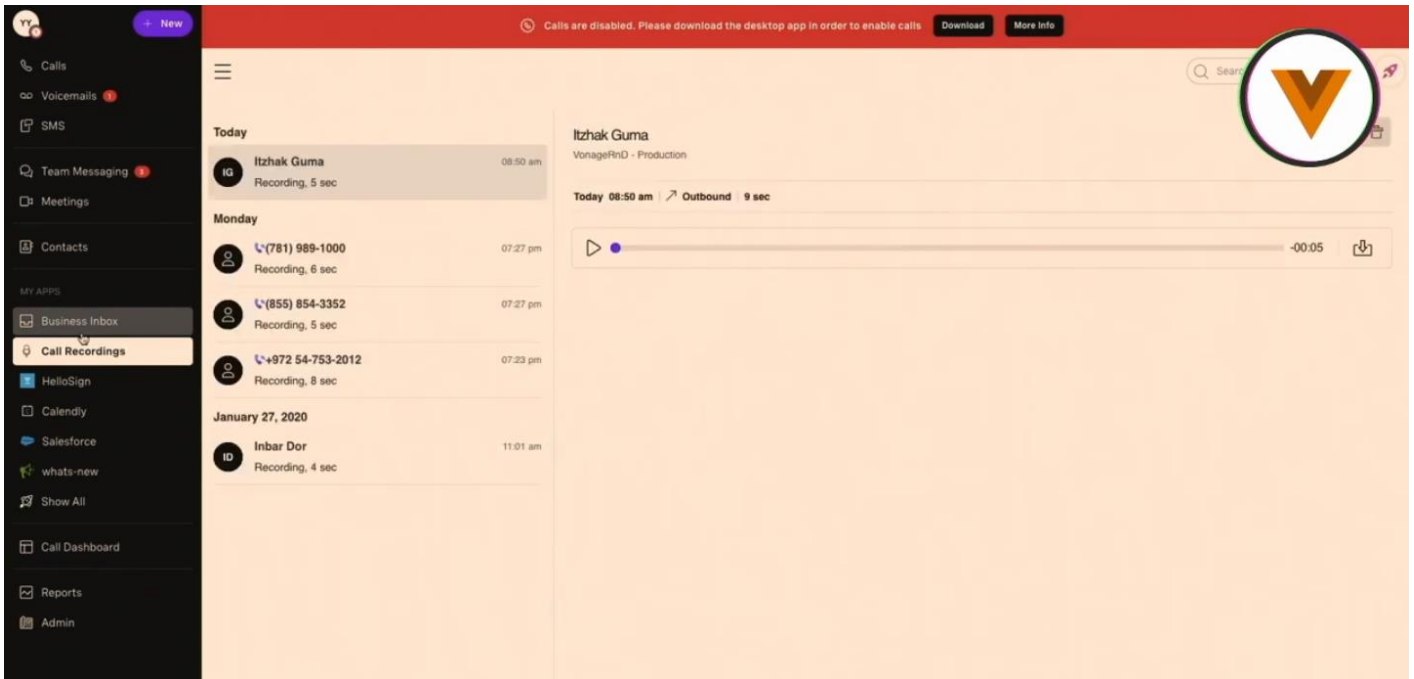 YY
+ New
Calls are disabled. Please download the desktop app in order to enable calls Download More Info
Calls
Voicemails 1
SMS
Team Messaging 3
Meetings
Contacts
MY APPS
Business Inbox
Call Recordings
HelloSign
Calendly
Salesforce
whats-new
Show All
Call Dashboard
Reports
Admin
Today
IG Itzhak Guma 08:50 am
Recording, 5 sec
Monday
(781) 989-1000 07:27 pm
Recording, 6 sec
(855) 854-3352 07:27 pm
Recording, 5 sec
+972 54-753-2012 07:23 pm
Recording, 8 sec
January 27, 2020
ID Inbar Dor 11:01 am
Recording, 4 sec
Itzhak Guma
VonageRnD - Production
Today 08:50 am Outbound 9 sec
-00:05